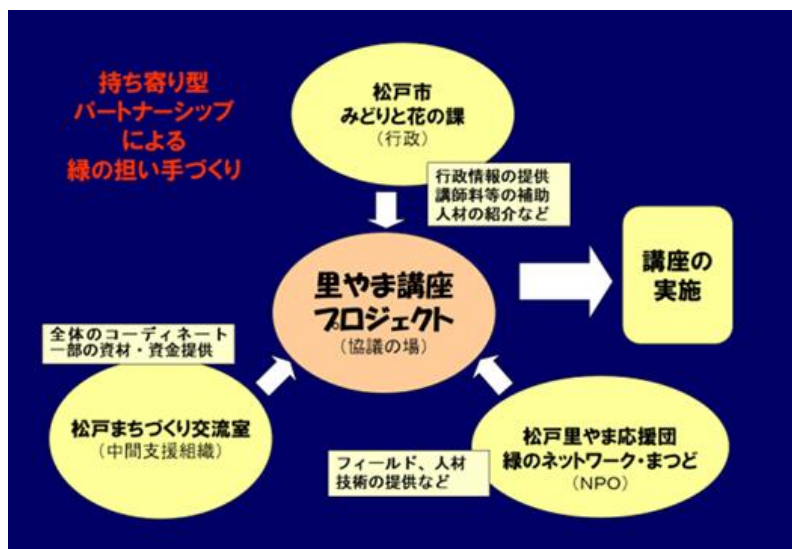 持ち寄り型
パートナーシップ
による
緑の担い手づくり
松戸市
みどりと花の課
（行政）
行政情報の提供
講師料等の補助
人材の紹介など
里やま講座
プロジェクト
（協議の場）
講座の
実施
全体のコーディネート
一部の資材・資金提供
松戸まちづくり交流室
（中間支援組織）
松戸里やま応援団
緑のネットワーク・まつど
（NPO）
フィールド、人材
技術の提供など